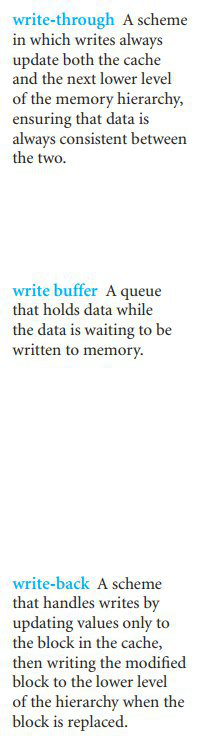 write-through A scheme
in which writes always
update both the cache
and the next lower level
of the memory hierarchy,
ensuring that data is
always consistent between
the two.
write buffer A queue
that holds data while
the data is waiting to be
written to memory.
write-back A scheme
that handles writes by
updating values only to
the block in the cache,
then writing the modified
block to the lower level
of the hierarchy when the
block is replaced.